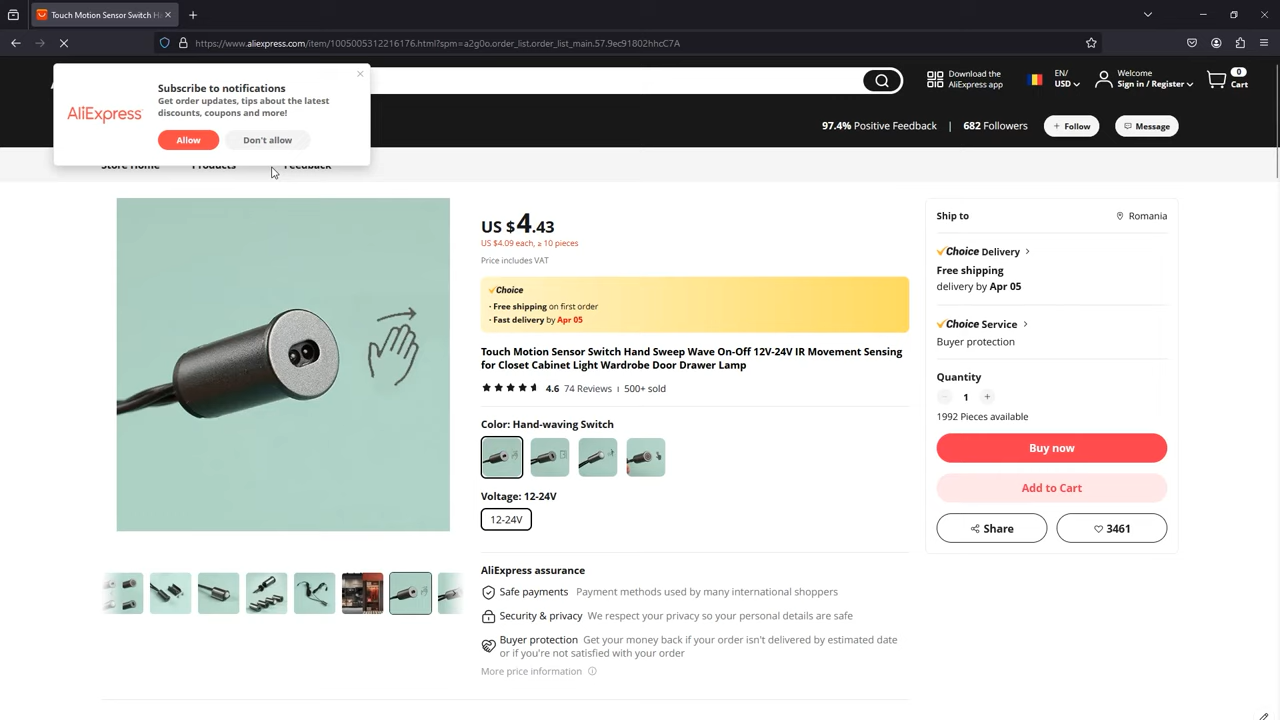 Touch Motion Sensor Switch H
https://www.aliexpress.com/item/1005005312216176.html?spm=a2g0o.order_list.order_list_main.57.9ec91802hhcC7A
Subscribe to notifications
Get order updates, tips about the latest
discounts, coupons and more!
AliExpress
Allow
Don't allow
Download the
AliExpress app
EN/
USD
Welcome
Sign in / Register
0
Cart
97.4% Positive Feedback | 682 Followers
+ Follow
Message
Store Home
Products
Feedback
US $4.43
US $4.09 each, ≥ 10 pieces
Price includes VAT
Choice
· Free shipping on first order
· Fast delivery by Apr 05
Touch Motion Sensor Switch Hand Sweep Wave On-Off 12V-24V IR Movement Sensing
for Closet Cabinet Light Wardrobe Door Drawer Lamp
4.6 74 Reviews | 500+ sold
Color: Hand-waving Switch
Voltage: 12-24V
12-24V
AliExpress assurance
Safe payments Payment methods used by many international shoppers
Security & privacy We respect your privacy so your personal details are safe
Buyer protection Get your money back if your order isn't delivered by estimated date
or if you're not satisfied with your order
More price information
Ship to
Romania
Choice Delivery
Free shipping
delivery by Apr 05
Choice Service
Buyer protection
Quantity
1
1992 Pieces available
Buy now
Add to Cart
Share
3461